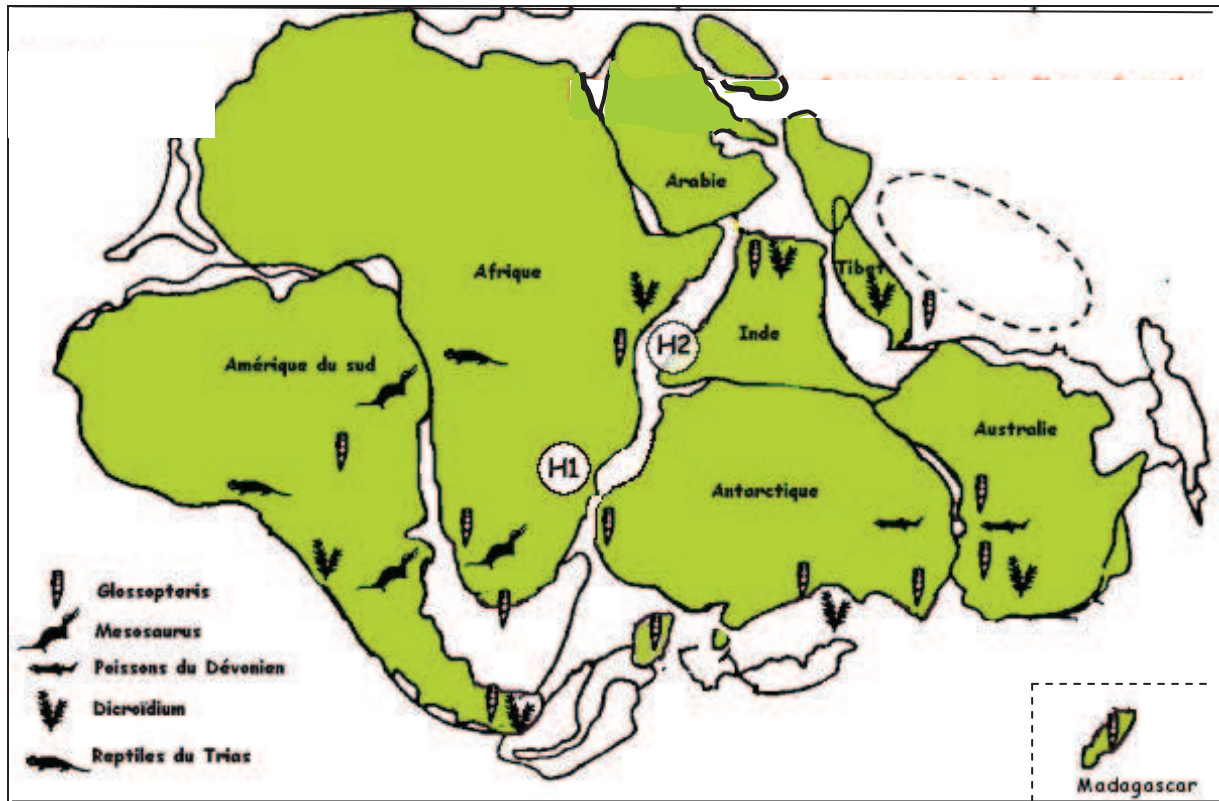 Arabie
Afrique
Tibet
Inde
H2
Amérique du sud
Australie
H1
Antarctique
Glossopteris
Mesosaurus
Poissons du Dévonien
Dicroïdium
Reptiles du Trias
Madagascar